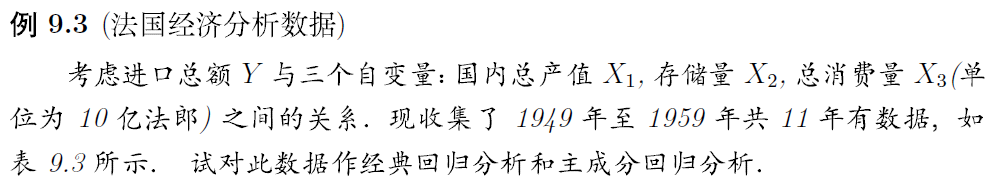 例 9.3 (法国经济分析数据)
考虑进口总额 Y 与三个自变量: 国内总产值 X₁, 存储量 X₂, 总消费量 X₃(单
位为 10 亿法郎) 之间的关系. 现收集了 1949 年至 1959 年共 11 年有数据, 如
表 9.3 所示. 试对此数据作经典回归分析和主成分回归分析.